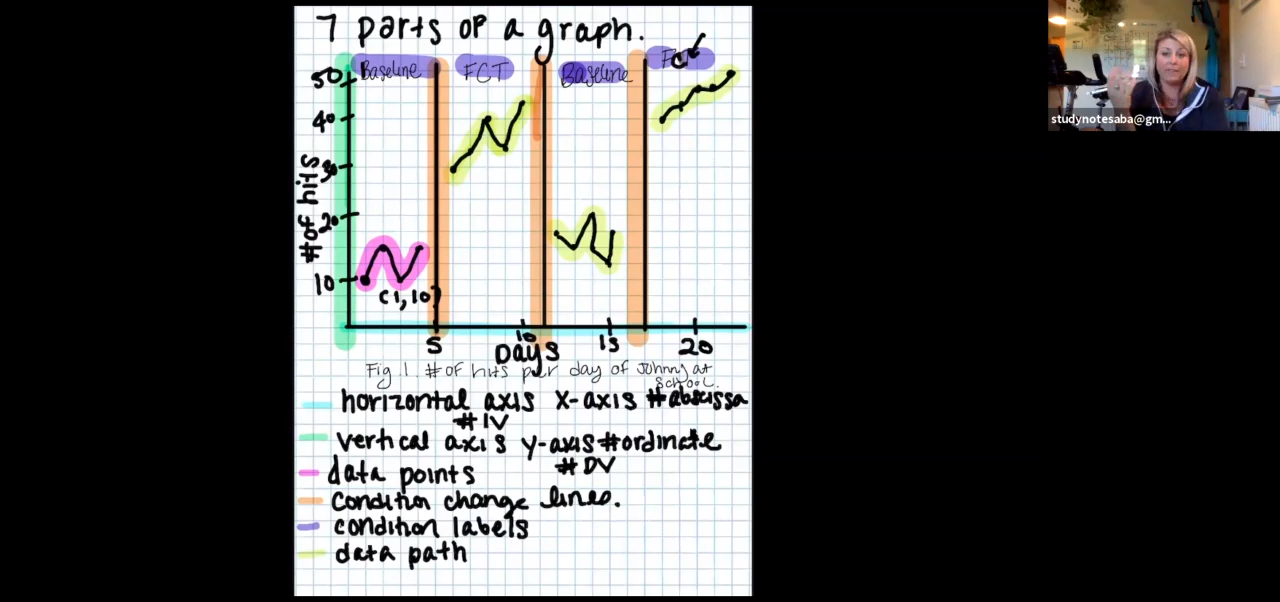 7 parts of a graph.
Baseline FCT Baseline
50
40
30
20
10
# of hits
(1, 10)
5 10 15 20
Days
Fig 1. # of hits per day of Johnny at
School.
horizontal axis x-axis #abscissa
# IV
vertical axis y-axis #ordinate
# DV
data points
Condition change lines.
condition labels
data path
studynotesaba@gm...